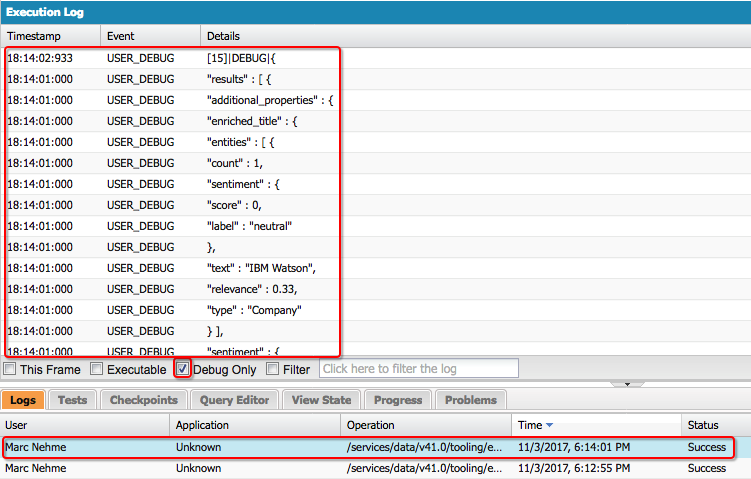 Execution Log
Timestamp Event Details
18:14:02:933 USER_DEBUG [15]|DEBUG|{
18:14:01:000 USER_DEBUG "results" : [ {
18:14:01:000 USER_DEBUG "additional_properties" : {
18:14:01:000 USER_DEBUG "enriched_title" : {
18:14:01:000 USER_DEBUG "entities" : [ {
18:14:01:000 USER_DEBUG "count" : 1,
18:14:01:000 USER_DEBUG "sentiment" : {
18:14:01:000 USER_DEBUG "score" : 0,
18:14:01:000 USER_DEBUG "label" : "neutral"
18:14:01:000 USER_DEBUG },
18:14:01:000 USER_DEBUG "text" : "IBM Watson",
18:14:01:000 USER_DEBUG "relevance" : 0.33,
18:14:01:000 USER_DEBUG "type" : "Company"
18:14:01:000 USER_DEBUG } ],
18:14:01:000 USER_DEBUG "sentiment" : {
This Frame Executable Debug Only Filter Click here to filter the log
Logs Tests Checkpoints Query Editor View State Progress Problems
User Application Operation Time Status
Marc Nehme Unknown /services/data/v41.0/tooling/e... 11/3/2017, 6:14:01 PM Success
Marc Nehme Unknown /services/data/v41.0/tooling/e... 11/3/2017, 6:12:55 PM Success